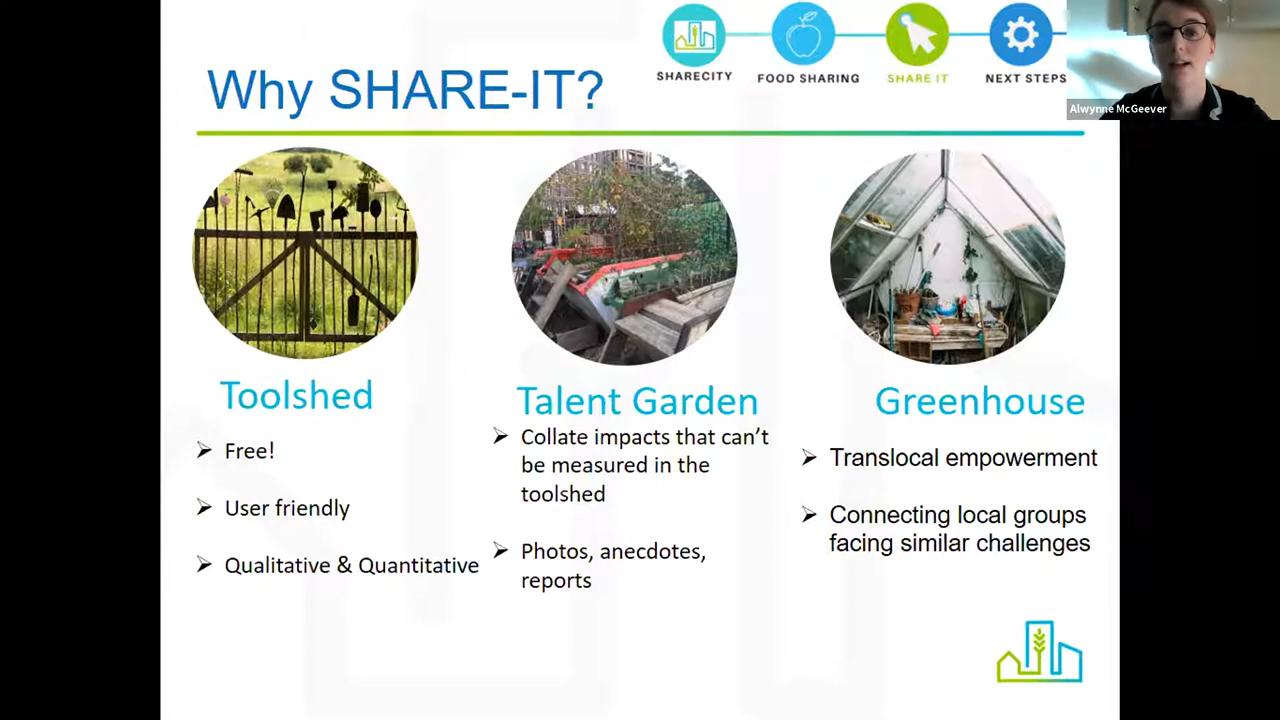 SHARECITY
FOOD SHARING
SHARE IT
NEXT STEPS
Alwynne McGeever
Why SHARE-IT?
Toolshed
Free!
User friendly
Qualitative & Quantitative
Talent Garden
Collate impacts that can't
be measured in the
toolshed
Photos, anecdotes,
reports
Greenhouse
Translocal empowerment
Connecting local groups
facing similar challenges